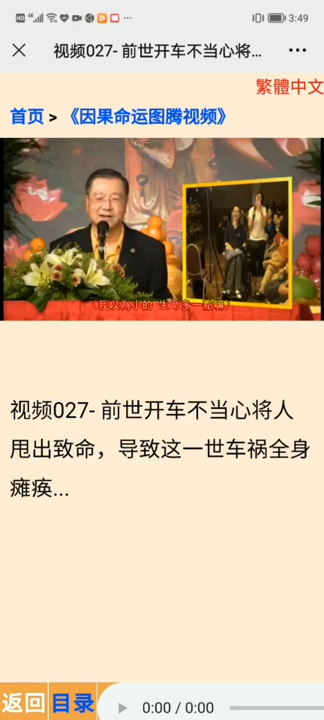 3:49
视频027- 前世开车不当心将...
繁體中文
首页 > 《因果命运图腾视频》
视频027- 前世开车不当心将人
甩出致命，导致这一世车祸全身
瘫痪...
返回 目录 0:00 / 0:00